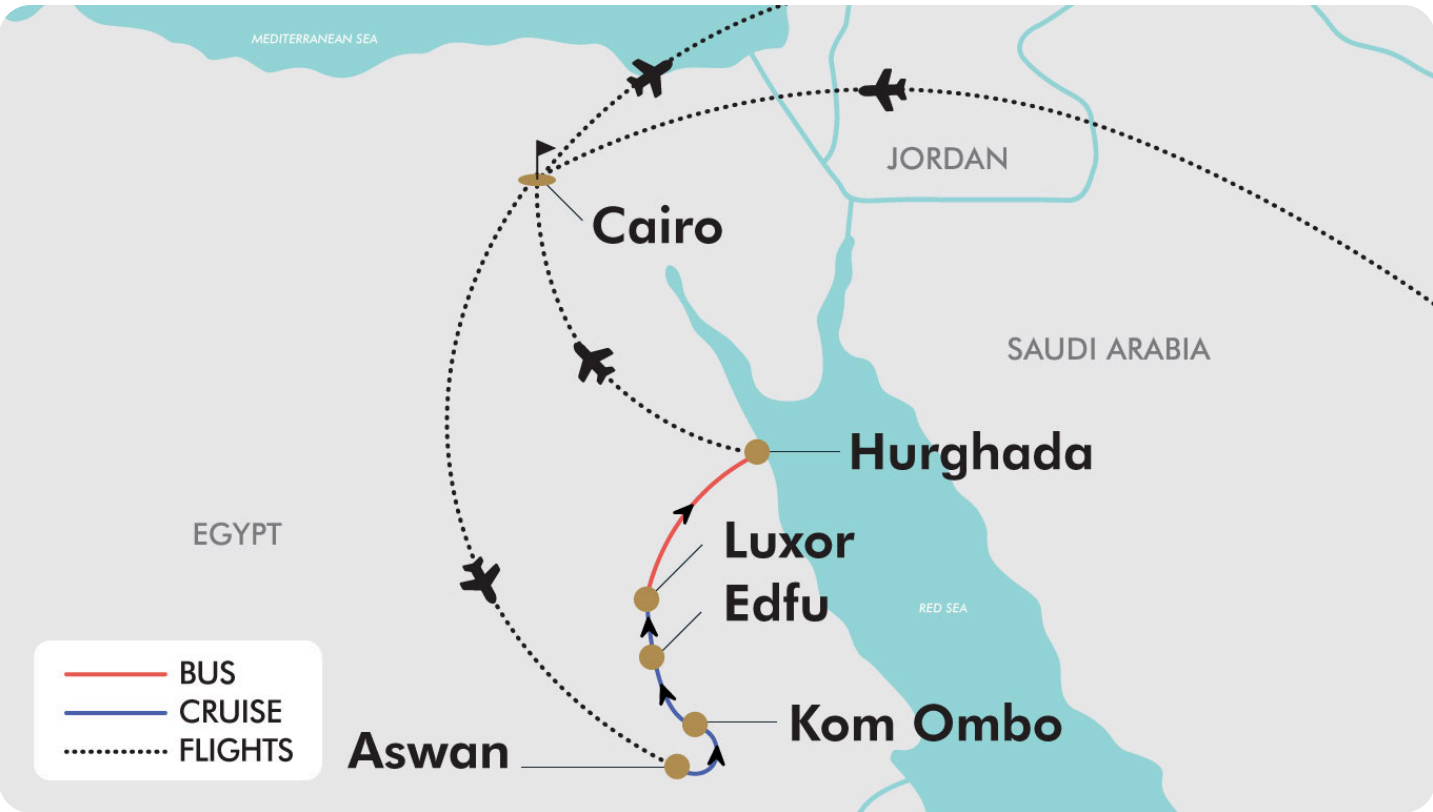 MEDITERRANEAN SEA
JORDAN
Cairo
SAUDI ARABIA
Hurghada
EGYPT
Luxor
Edfu
RED SEA
BUS
CRUISE
FLIGHTS
Kom Ombo
Aswan